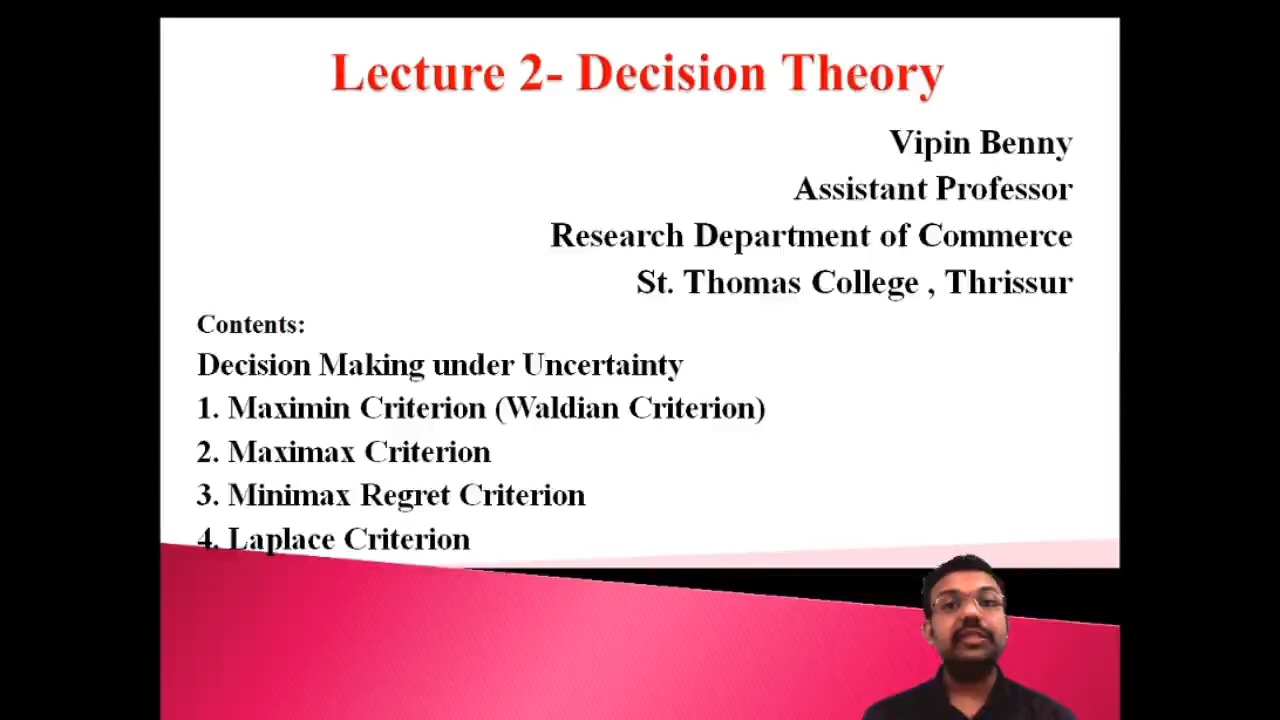 Lecture 2- Decision Theory
Vipin Benny
Assistant Professor
Research Department of Commerce
St. Thomas College , Thrissur
Contents:
Decision Making under Uncertainty
1. Maximin Criterion (Waldian Criterion)
2. Maximax Criterion
3. Minimax Regret Criterion
4. Laplace Criterion